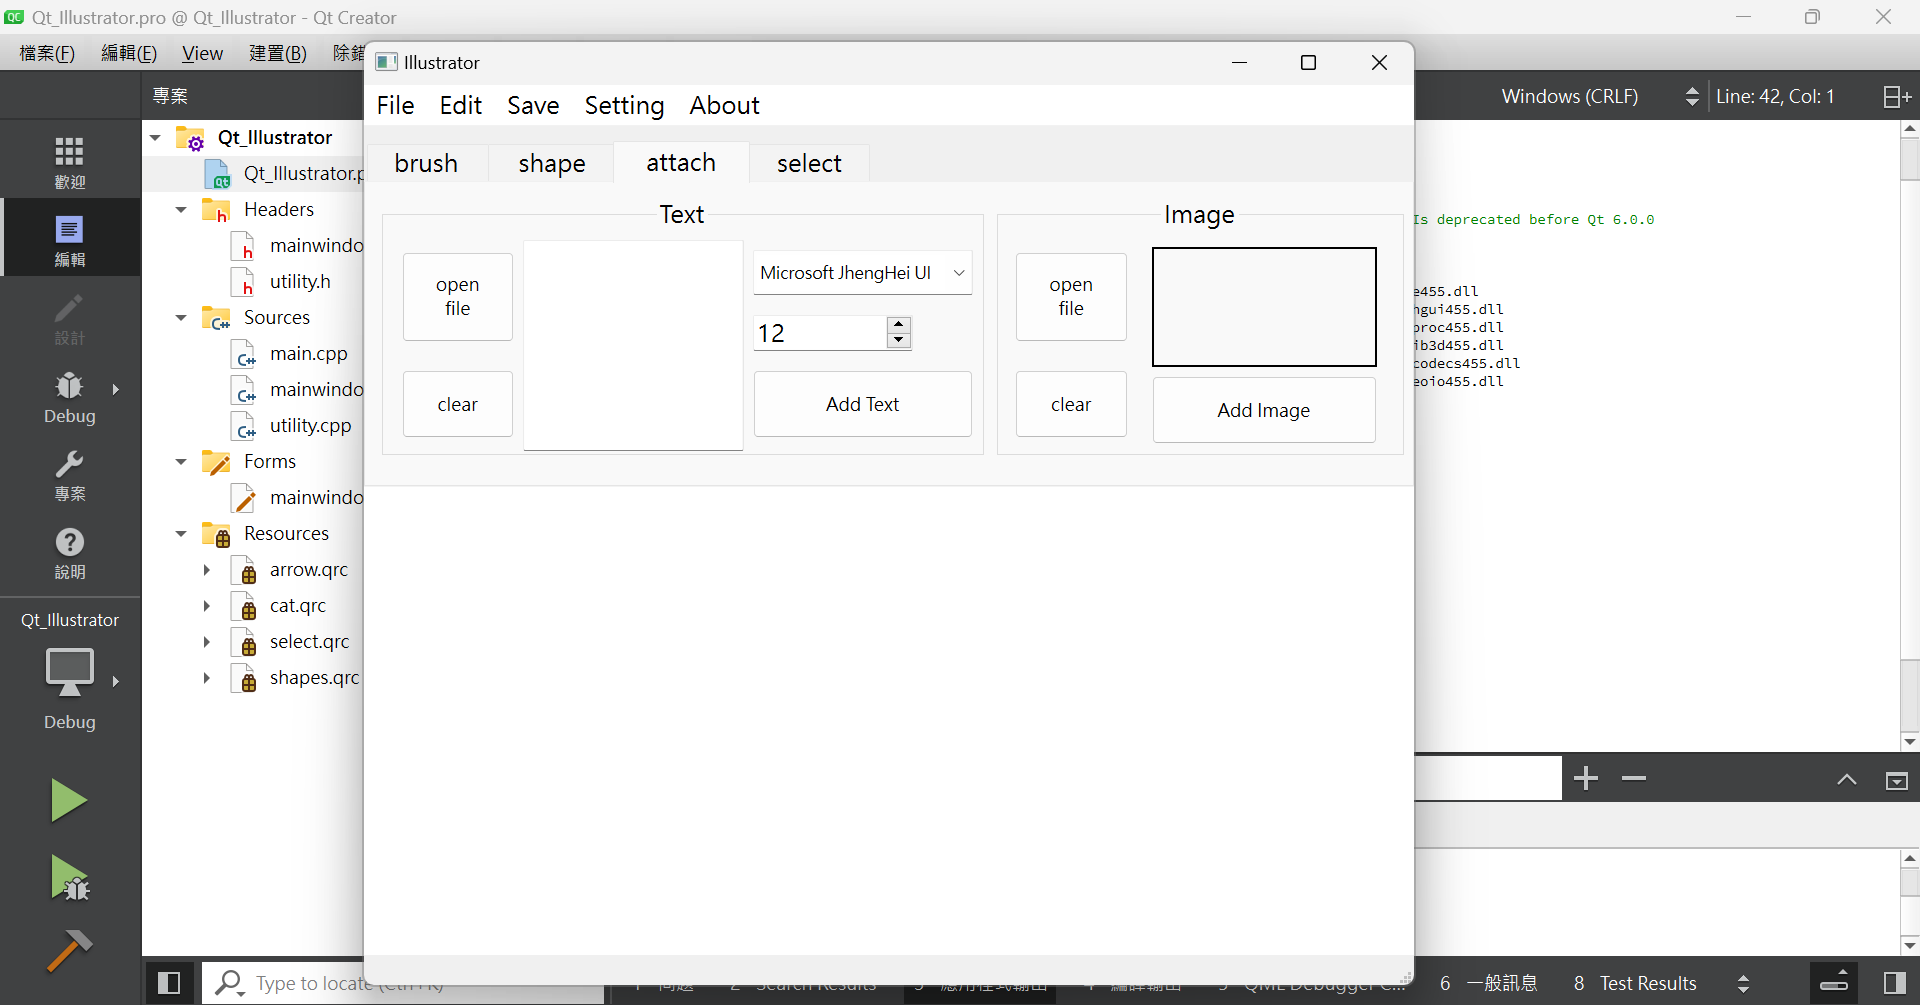 Qt_Illustrator.pro @ Qt_Illustrator - Qt Creator
檔案(F) 編輯(E) View 建置(B)
Illustrator
File Edit Save Setting About
專案
Windows (CRLF)
Line: 42, Col: 1
歡迎
編輯
設計
Debug
專案
說明
Qt_Illustrator
Debug
Qt_Illustrator
Qt_Illustrator.p
Headers
mainwindo
utility.h
Sources
main.cpp
mainwindo
utility.cpp
Forms
mainwindo
Resources
arrow.qrc
cat.qrc
select.qrc
shapes.qrc
brush shape attach select
Text
open
file
clear
Microsoft JhengHei UI
12
Add Text
Image
open
file
clear
Add Image
Is deprecated before Qt 6.0.0
e455.dll
ngui455.dll
proc455.dll
ib3d455.dll
codecs455.dll
eoio455.dll
Type to locate
6 一般訊息
8 Test Results